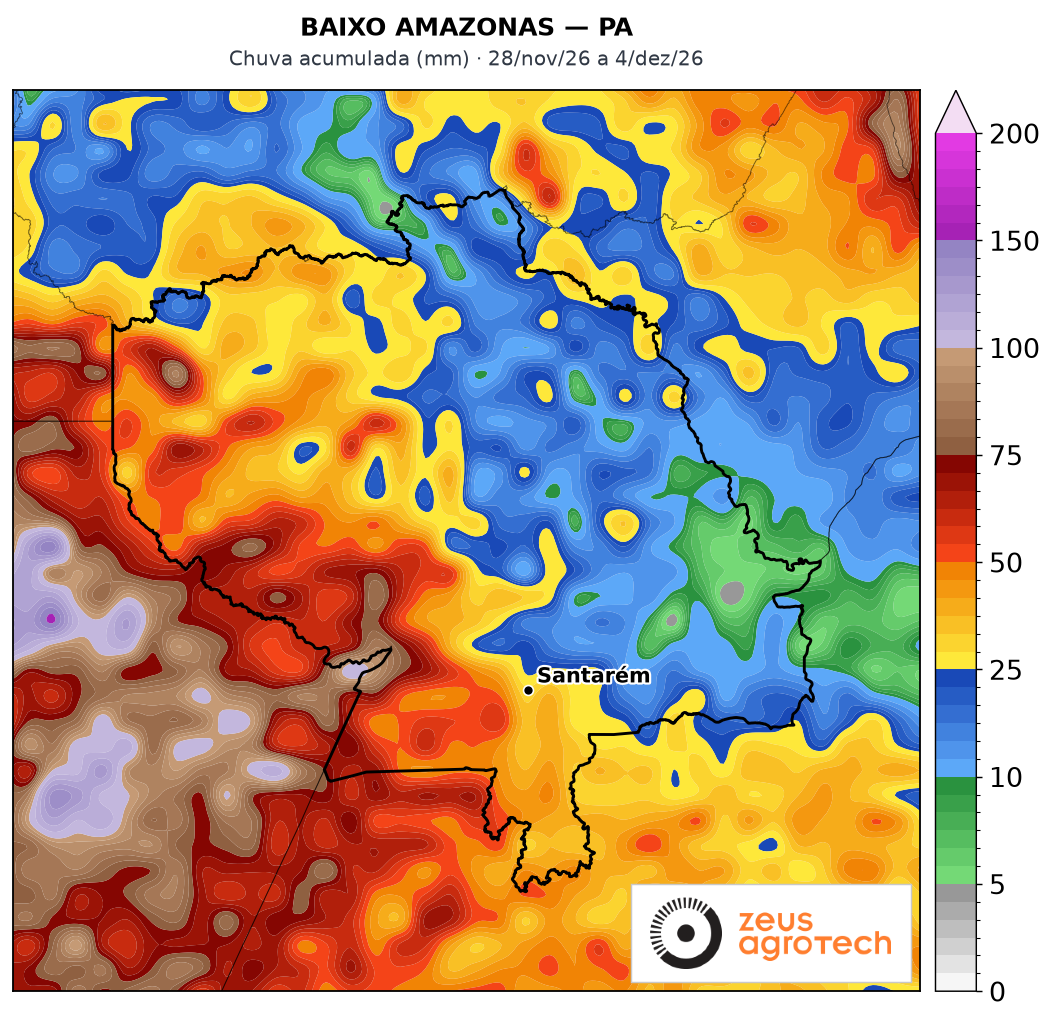 BAIXO AMAZONAS — PA
Chuva acumulada (mm) · 28/nov/26 a 4/dez/26
200
150
100
75
50
25
10
5
0
Santarém
zeus
agrotech